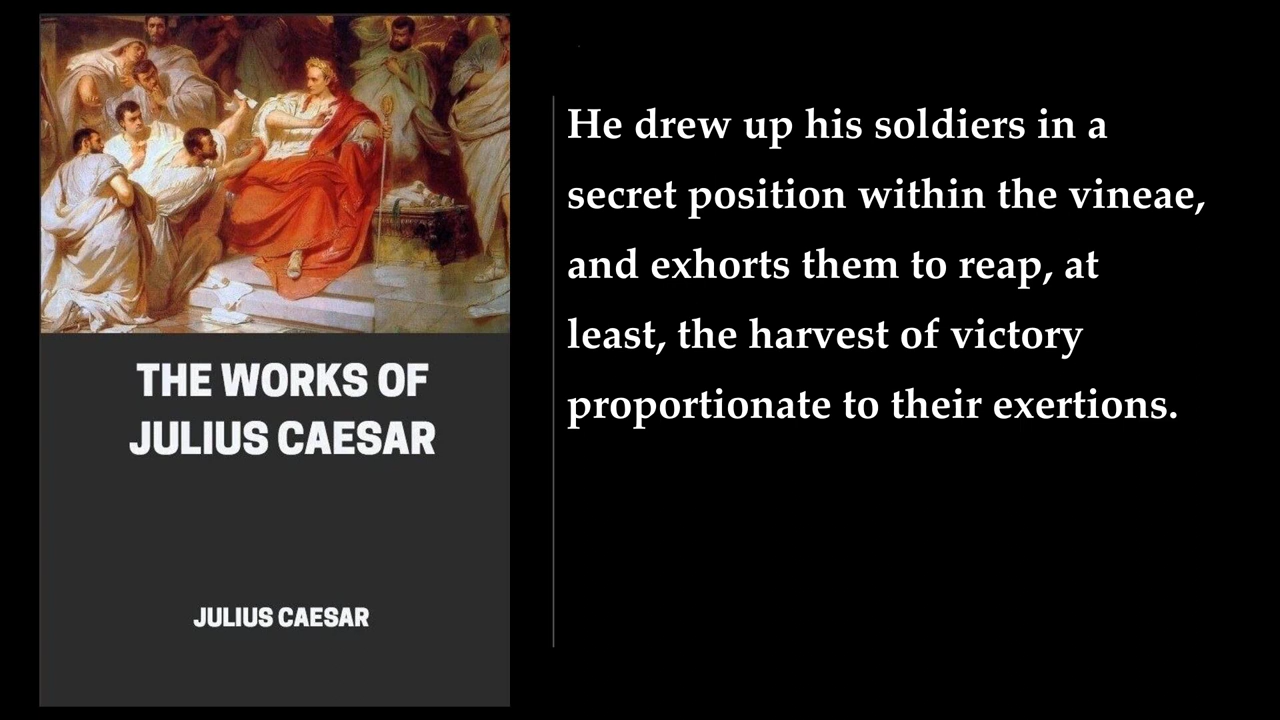 THE WORKS OF
JULIUS CAESAR
JULIUS CAESAR
He drew up his soldiers in a
secret position within the vineae,
and exhorts them to reap, at
least, the harvest of victory
proportionate to their exertions.